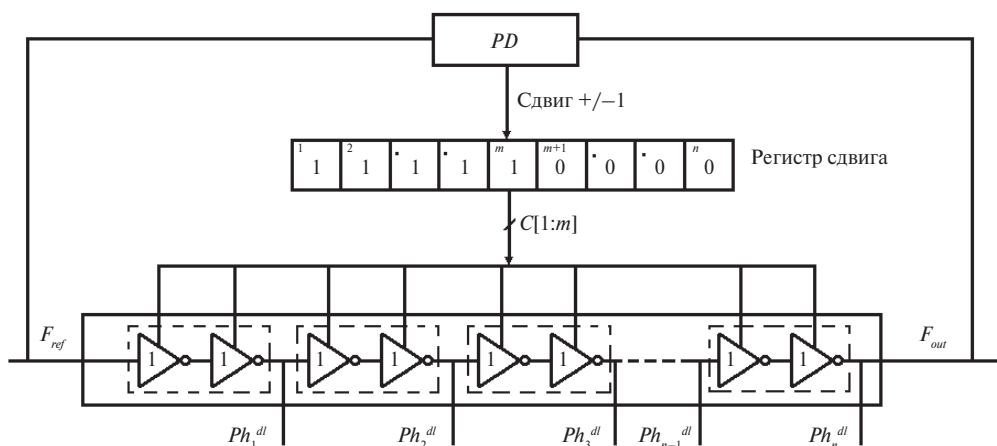 PD
Сдвиг +/−1
1 2 · · m m+1 · · n
1 1 1 1 1 0 0 0 0
Регистр сдвига
C[1:m]
F_ref
F_out
1 1 1 1 1 1 1 1
Ph_1^dl
Ph_2^dl
Ph_3^dl
Ph_n−1^dl
Ph_n^dl